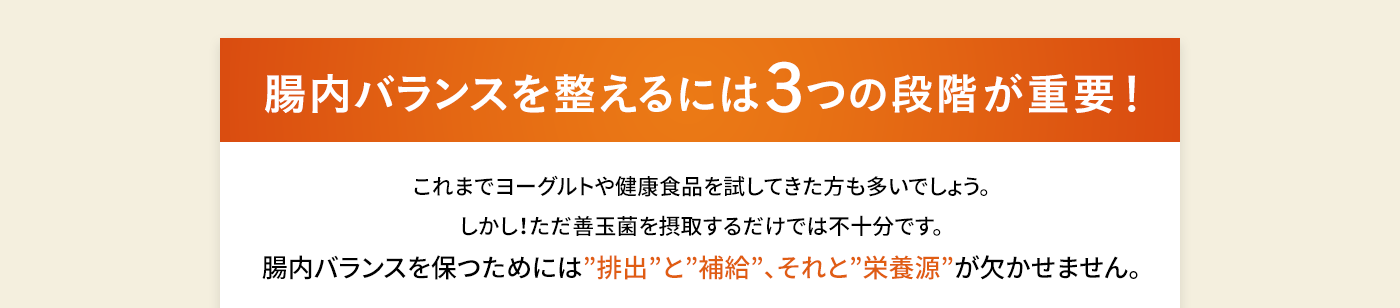 腸内バランスを整えるには3つの段階が重要！
これまでヨーグルトや健康食品を試してきた方も多いでしょう。
しかし！ただ善玉菌を摂取するだけでは不十分です。
腸内バランスを保つためには”排出”と”補給”、それと”栄養源”が欠かせません。